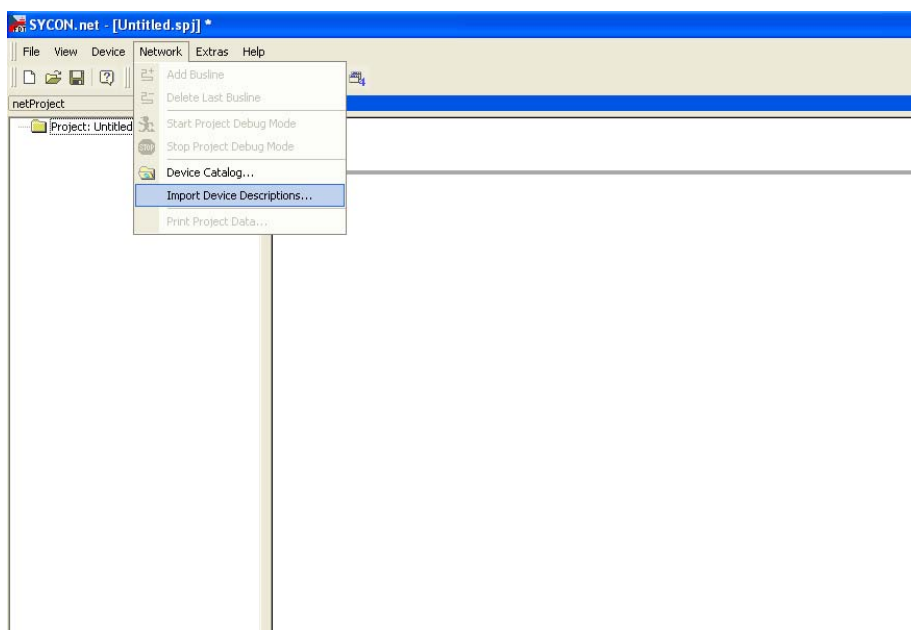 SYCON.net - [Untitled.spj] *
File View Device Network Extras Help
netProject
Project: Untitled
Add Busline
Delete Last Busline
Start Project Debug Mode
Stop Project Debug Mode
Device Catalog...
Import Device Descriptions...
Print Project Data...